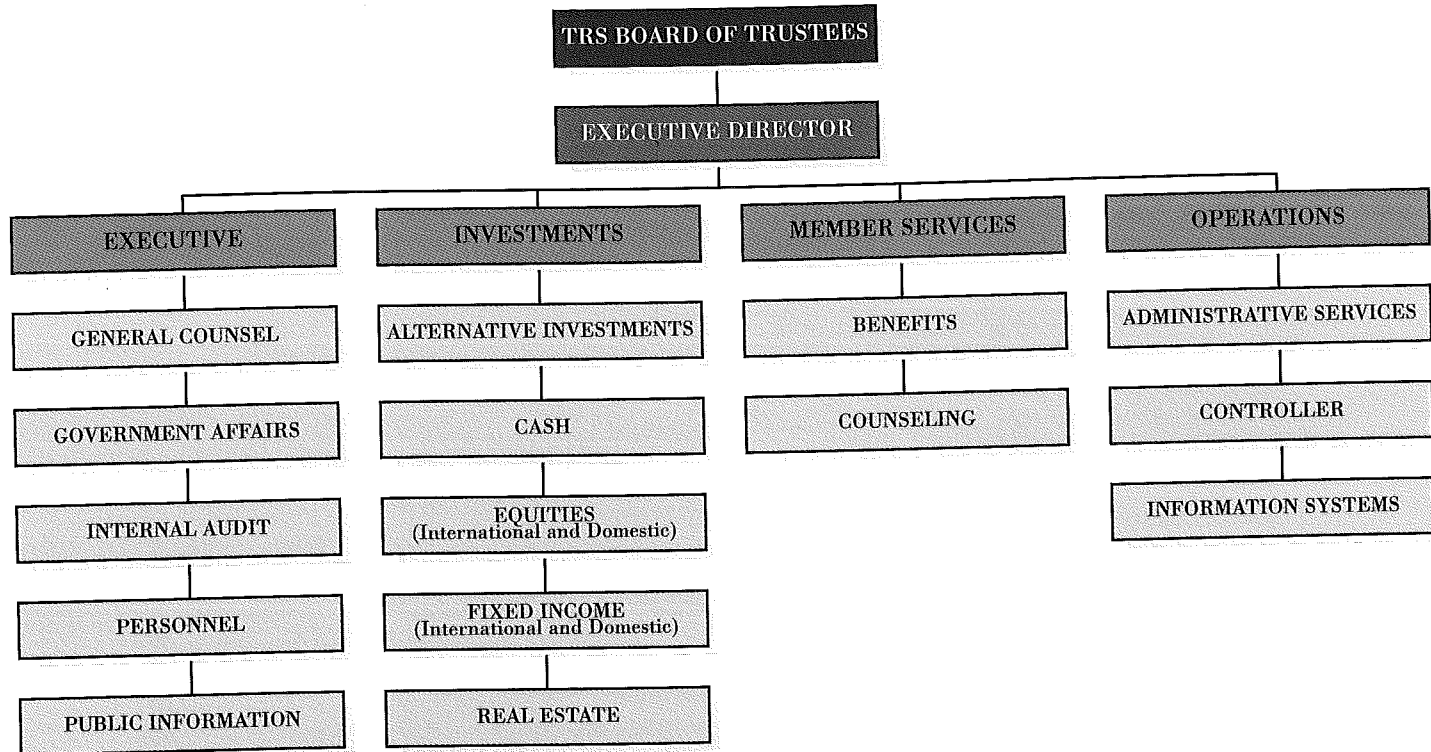 TRS BOARD OF TRUSTEES
EXECUTIVE DIRECTOR
EXECUTIVE
GENERAL COUNSEL
GOVERNMENT AFFAIRS
INTERNAL AUDIT
PERSONNEL
PUBLIC INFORMATION
INVESTMENTS
ALTERNATIVE INVESTMENTS
CASH
EQUITIES
(International and Domestic)
FIXED INCOME
(International and Domestic)
REAL ESTATE
MEMBER SERVICES
BENEFITS
COUNSELING
OPERATIONS
ADMINISTRATIVE SERVICES
CONTROLLER
INFORMATION SYSTEMS